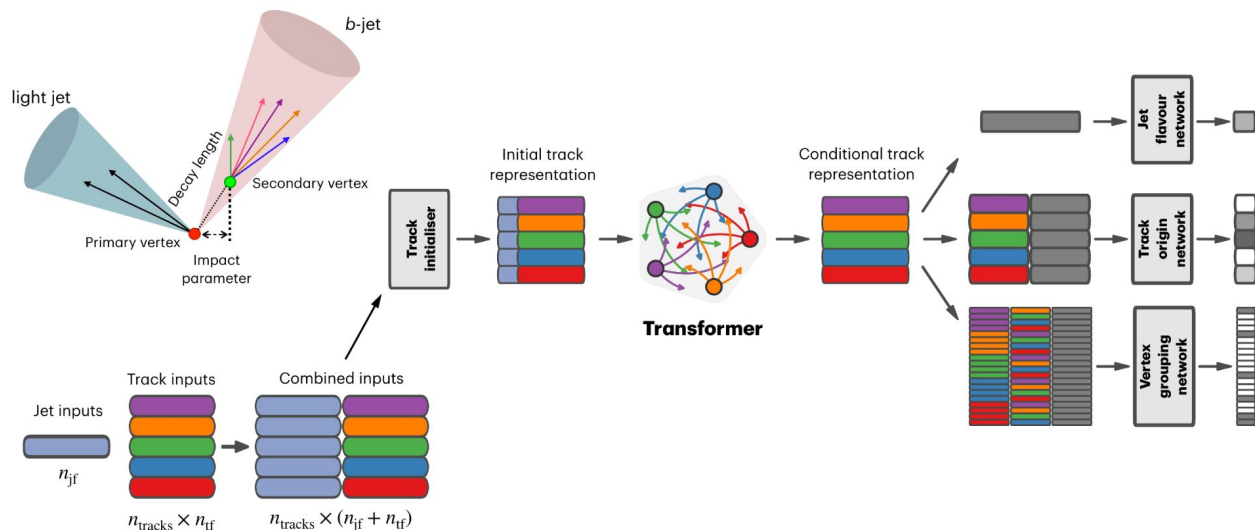 b-jet
light jet
Decay length
Secondary vertex
Primary vertex
Impact
parameter
Jet inputs
n_jf
Track inputs
n_tracks × n_tf
Combined inputs
n_tracks × (n_jf + n_tf)
Track
initialiser
Initial track
representation
Transformer
Conditional track
representation
Jet
flavour
network
Track
origin
network
Vertex
grouping
network